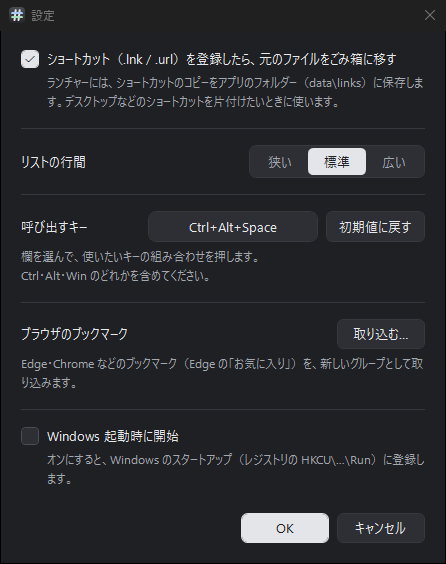 # 設定
ショートカット（.lnk / .url）を登録したら、元のファイルをごみ箱に移す
ランチャーには、ショートカットのコピーをアプリのフォルダー（data\links）に保存しま
す。デスクトップなどのショートカットを片付けたいときに使います。
リストの行間
狭い 標準 広い
呼び出すキー Ctrl+Alt+Space 初期値に戻す
欄を選んで、使いたいキーの組み合わせを押します。
Ctrl・Alt・Win のどれかを含めてください。
ブラウザのブックマーク 取り込む...
Edge・Chrome などのブックマーク（Edge の「お気に入り」）を、新しいグループとして取
り込みます。
Windows 起動時に開始
オンにすると、Windows のスタートアップ（レジストリの HKCU\...\Run）に登録しま
す。
OK キャンセル